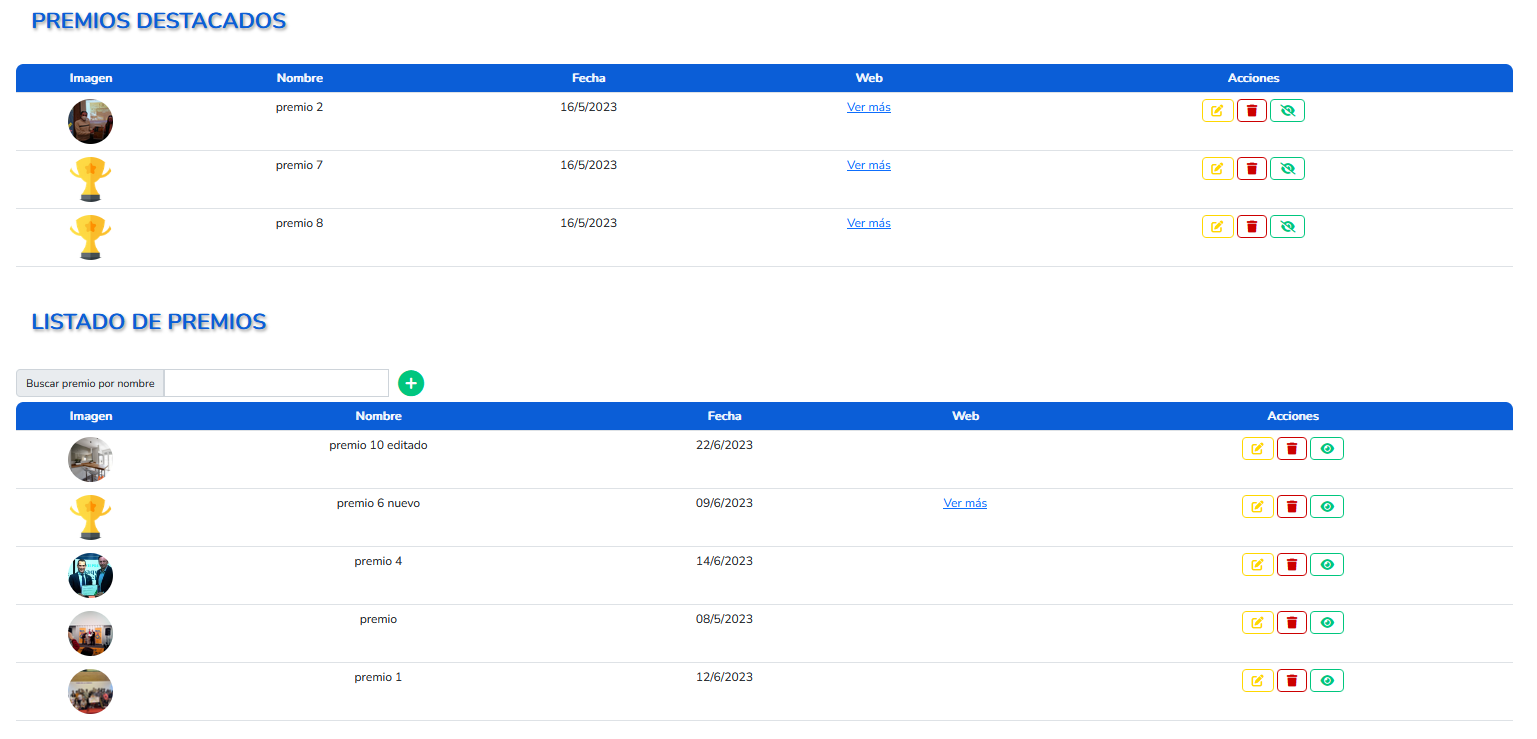 PREMIOS DESTACADOS
Imagen Nombre Fecha Web Acciones
premio 2 16/5/2023 Ver más
premio 7 16/5/2023 Ver más
premio 8 16/5/2023 Ver más
LISTADO DE PREMIOS
Buscar premio por nombre
Imagen Nombre Fecha Web Acciones
premio 10 editado 22/6/2023
premio 6 nuevo 09/6/2023 Ver más
premio 4 14/6/2023
premio 08/5/2023
premio 1 12/6/2023